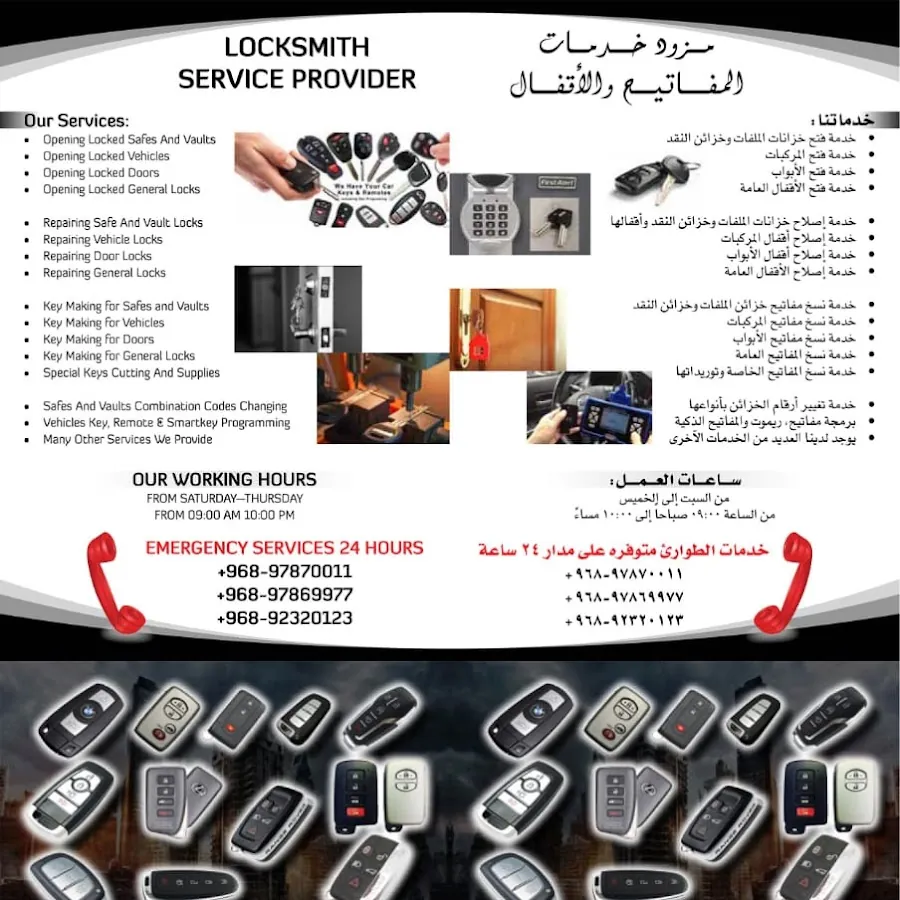 LOCKSMITH
SERVICE PROVIDER
Our Services:
Opening Locked Safes And Vaults
Opening Locked Vehicles
Opening Locked Doors
Opening Locked General Locks
Repairing Safe And Vault Locks
Repairing Vehicle Locks
Repairing Door Locks
Repairing General Locks
Key Making for Safes and Vaults
Key Making for Vehicles
Key Making for Doors
Key Making for General Locks
Special Keys Cutting And Supplies
Safes And Vaults Combination Codes Changing
Vehicles Key, Remote & Smartkey Programming
Many Other Services We Provide
We Have Your Car
Keys & Remotes
First Alert
OUR WORKING HOURS
FROM SATURDAY–THURSDAY
FROM 09:00 AM 10:00 PM
EMERGENCY SERVICES 24 HOURS
+968-97870011
+968-97869977
+968-92320123
مزود خدمات
المفاتيح والأقفال
خدماتنا :
خدمة فتح خزانات الملفات وخزائن النقد
خدمة فتح المركبات
خدمة فتح الأبواب
خدمة فتح الأقفال العامة
خدمة إصلاح خزانات الملفات وخزائن النقد وأقفالها
خدمة إصلاح أقفال المركبات
خدمة إصلاح أقفال الأبواب
خدمة إصلاح الأقفال العامة
خدمة نسخ مفاتيح خزائن الملفات وخزائن النقد
خدمة نسخ مفاتيح المركبات
خدمة نسخ مفاتيح الأبواب
خدمة نسخ المفاتيح العامة
خدمة نسخ المفاتيح الخاصة وتوريداتها
خدمة تغيير أرقام الخزائن بأنواعها
برمجة مفاتيح، ريموت والمفاتيح الذكية
يوجد لدينا العديد من الخدمات الأخرى
ساعات العمل :
من السبت إلى إلخميس
من الساعة ٠٩:٠٠ صباحا إلى ١٠:٠٠ مساءً
خدمات الطوارئ متوفره على مدار ٢٤ ساعة
+٩٦٨-٩٧٨٧٠٠١١
+٩٦٨-٩٧٨٦٩٩٧٧
+٩٦٨-٩٢٣٢٠١٢٣